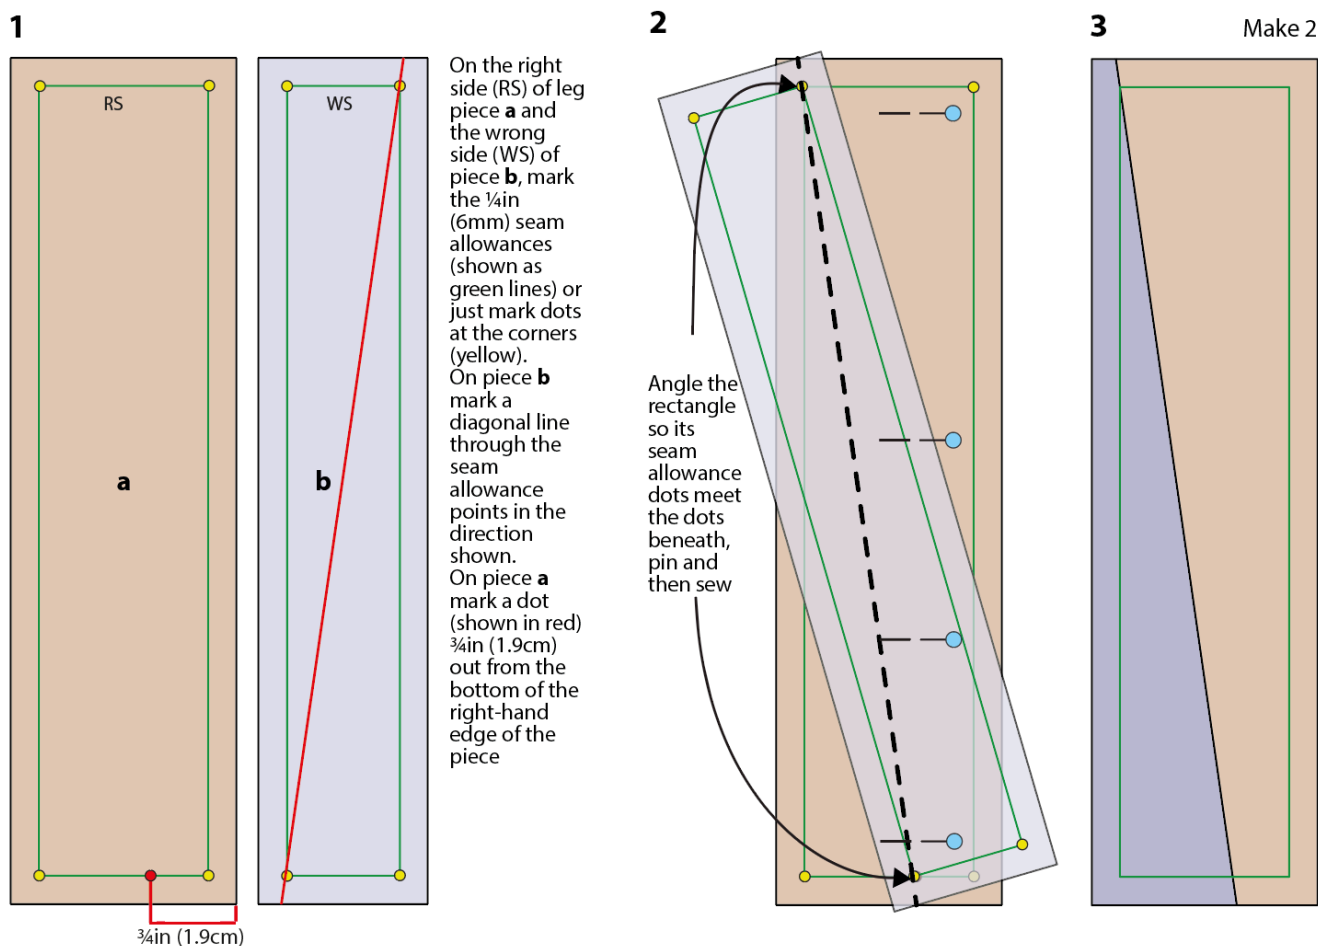 1
RS
WS
a
b
¾in (1.9cm)
On the right
side (RS) of leg
piece a and
the wrong
side (WS) of
piece b, mark
the ¼in
(6mm) seam
allowances
(shown as
green lines) or
just mark dots
at the corners
(yellow).
On piece b
mark a
diagonal line
through the
seam
allowance
points in the
direction
shown.
On piece a
mark a dot
(shown in red)
¾in (1.9cm)
out from the
bottom of the
right-hand
edge of the
piece
2
Angle the
rectangle
so its
seam
allowance
dots meet
the dots
beneath,
pin and
then sew
3
Make 2